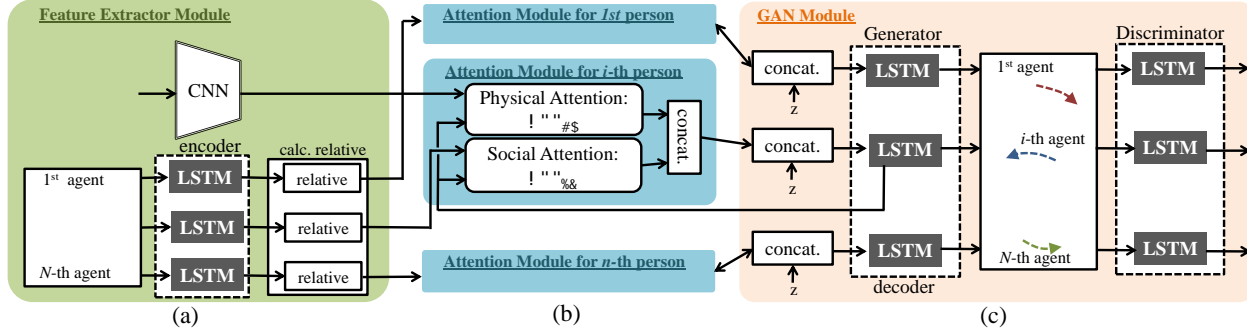 Feature Extractor Module
CNN
encoder
calc. relative
1st agent
LSTM
relative
LSTM
relative
N-th agent
LSTM
relative
(a)
Attention Module for 1st person
Attention Module for i-th person
Physical Attention:
! " "#$
Social Attention:
! " "%&
concat.
Attention Module for n-th person
(b)
GAN Module
Generator
Discriminator
concat.
z
LSTM
1st agent
LSTM
concat.
z
LSTM
i-th agent
LSTM
concat.
z
LSTM
N-th agent
LSTM
decoder
(c)